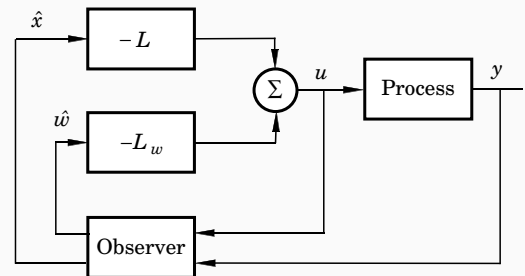 x̂
− L
u
y
Σ
Process
ŵ
−L_w
Observer